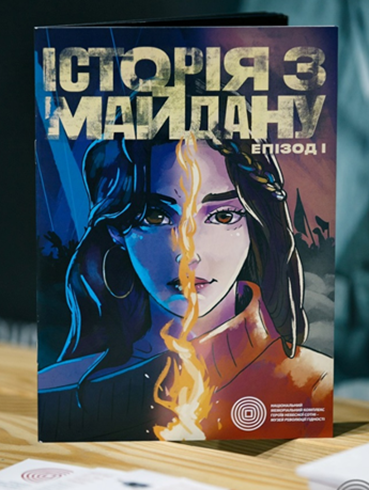 ІСТОРІЯ З
МАЙДАНУ
ЕПІЗОД І
НАЦІОНАЛЬНИЙ
МЕМОРІАЛЬНИЙ КОМПЛЕКС
ГЕРОЇВ НЕБЕСНОЇ СОТНІ –
МУЗЕЙ РЕВОЛЮЦІЇ ГІДНОСТІ